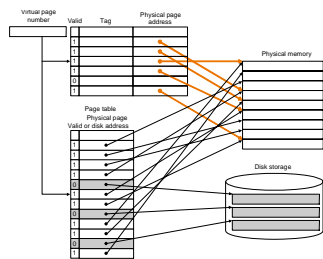 Virtual page
number
Valid Tag Physical page
address
1
1
1
1
0
1
Physical memory
Page table
Physical page
Valid or disk address
1
1
1
1
0
1
1
0
1
1
0
1
Disk storage